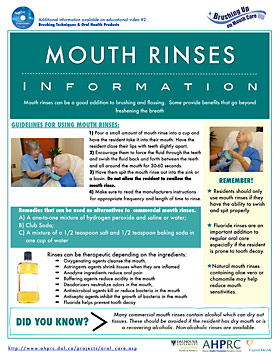 Additional information available on educational video #2
Brushing Techniques & Oral Health Products
Brushing Up
on Mouth Care
MOUTH RINSES
INFORMATION
Mouth rinses can be a good addition to brushing and flossing. Some provide benefits that go beyond
freshening the breath
GUIDELINES FOR USING MOUTH RINSES:
1) Pour a small amount of mouth rinse into a cup and
have the resident take it into their mouth. Have the
resident close their lips with teeth slightly apart.
2) Encourage them to force the fluid through the teeth
and swish the fluid back and forth between the teeth
and all around the mouth for 30-60 seconds.
3) Have them spit the mouth rinse out into the sink or
a basin. Do not allow the resident to swallow the
mouth rinse.
4) Make sure to read the manufacturers instructions
for appropriate frequency and length of time to rinse.
REMEMBER!
Residents should only
use mouth rinses if they
have the ability to swish
and spit properly
Fluoride rinses are an
important addition to
regular oral care
especially if the resident
is prone to tooth decay.
Natural mouth rinses
containing aloe vera or
chamomile may help
reduce mouth
sensitivities.
Remedies that can be used as alternatives to commercial mouth rinses.
A) A one-to-one mixture of hydrogen peroxide and saline or water;
B) Club Soda;
C) A mixture of a 1/2 teaspoon salt and 1/2 teaspoon baking soda in
one cup of water
Rinses can be therapeutic depending on the ingredients:
Oxygenating agents cleanse the mouth,
Astringents agents shrink tissues when they are inflamed
Anodyne ingredients reduce pain
Buffering agents reduce acidity in the mouth
Deodorizers neutralize odors in the mouth,
Antimicrobial agents kill or reduce bacteria in the mouth
Antiseptic agents inhibit the growth of bacteria in the mouth
Fluoride helps prevent tooth decay
DID YOU KNOW?
Many commercial mouth rinses contain alcohol which can dry out
tissues. These should be avoided if the resident has dry mouth or is
a recovering alcoholic. Non-alcoholic rinses are available.
http://www.ahprc.dal.ca/projects/oral_care.asp
DALHOUSIE
UNIVERSITY
AHPRC